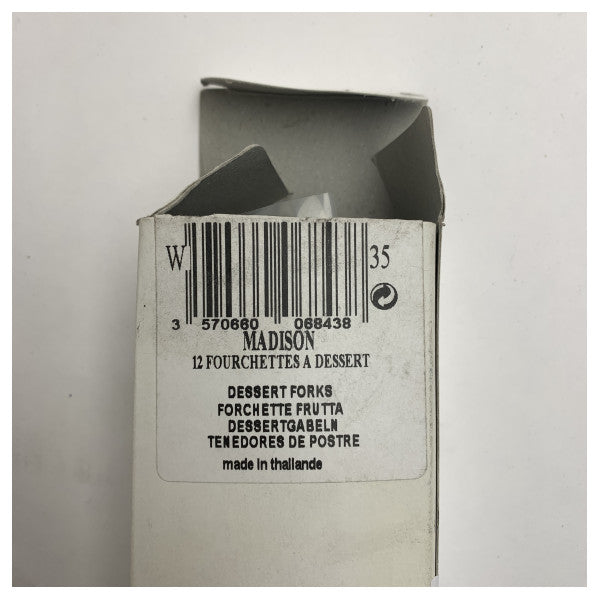 W 35
3 570660 068438
MADISON
12 FOURCHETTES A DESSERT
DESSERT FORKS
FORCHETTE FRUTTA
DESSERTGABELN
TENEDORES DE POSTRE
made in thailande